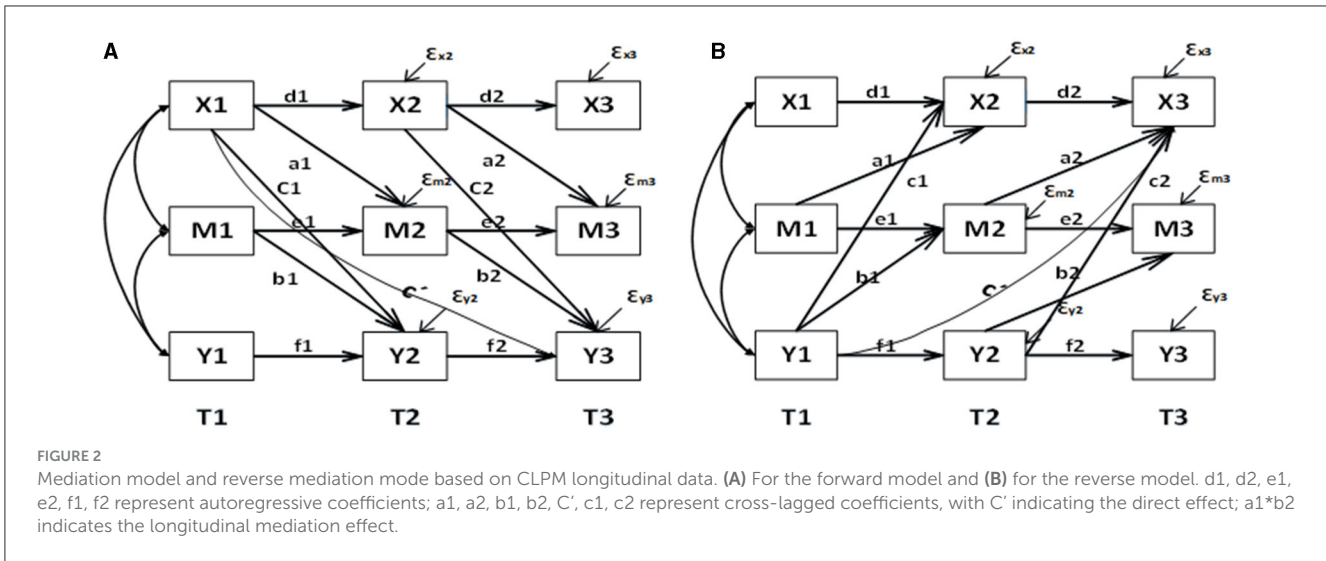 A
B
εx2
εx3
εx2
εx3
X1
d1
X2
d2
X3
X1
d1
X2
d2
X3
a1
a2
a1
a2
C1
C2
c1
c2
εm2
εm3
εm2
εm3
M1
e1
M2
e2
M3
M1
e1
M2
e2
M3
b1
b2
b1
b2
C'
C'
εy2
εy3
εy2
εy3
Y1
f1
Y2
f2
Y3
Y1
f1
Y2
f2
Y3
T1
T2
T3
T1
T2
T3
FIGURE 2
Mediation model and reverse mediation mode based on CLPM longitudinal data. (A) For the forward model and (B) for the reverse model. d1, d2, e1,
e2, f1, f2 represent autoregressive coefficients; a1, a2, b1, b2, C′, c1, c2 represent cross-lagged coefficients, with C′ indicating the direct effect; a1*b2
indicates the longitudinal mediation effect.